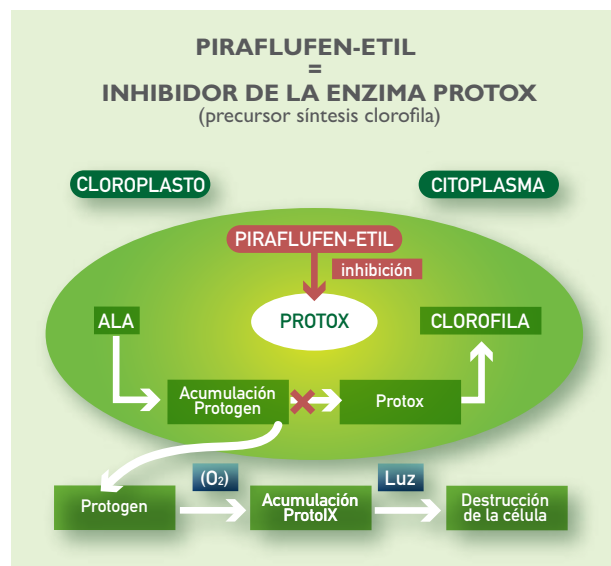 PIRAFLUFEN-ETIL
=
INHIBIDOR DE LA ENZIMA PROTOX
(precursor síntesis clorofila)
CLOROPLASTO
CITOPLASMA
PIRAFLUFEN-ETIL
inhibición
ALA
PROTOX
CLOROFILA
Acumulación
Protogen
Protox
Protogen
(O₂)
Acumulación
ProtoIX
Luz
Destrucción
de la célula